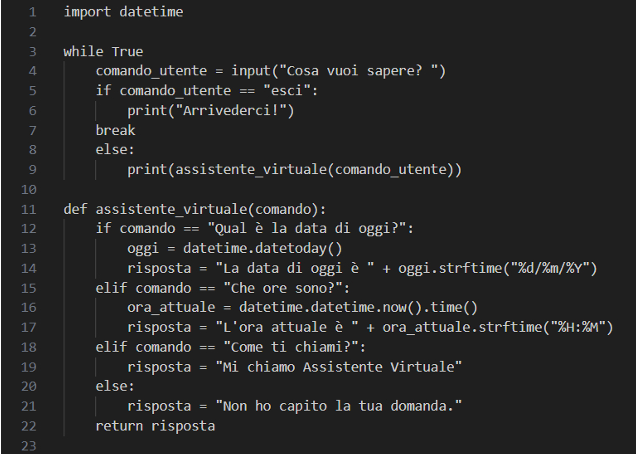 1 import datetime
2
3 while True
4     comando_utente = input("Cosa vuoi sapere? ")
5     if comando_utente == "esci":
6         print("Arrivederci!")
7     break
8     else:
9         print(assistente_virtuale(comando_utente))
10
11 def assistente_virtuale(comando):
12     if comando == "Qual è la data di oggi?":
13         oggi = datetime.datetoday()
14         risposta = "La data di oggi è " + oggi.strftime("%d/%m/%Y")
15     elif comando == "Che ore sono?":
16         ora_attuale = datetime.datetime.now().time()
17         risposta = "L'ora attuale è " + ora_attuale.strftime("%H:%M")
18     elif comando == "Come ti chiami?":
19         risposta = "Mi chiamo Assistente Virtuale"
20     else:
21         risposta = "Non ho capito la tua domanda."
22     return risposta
23